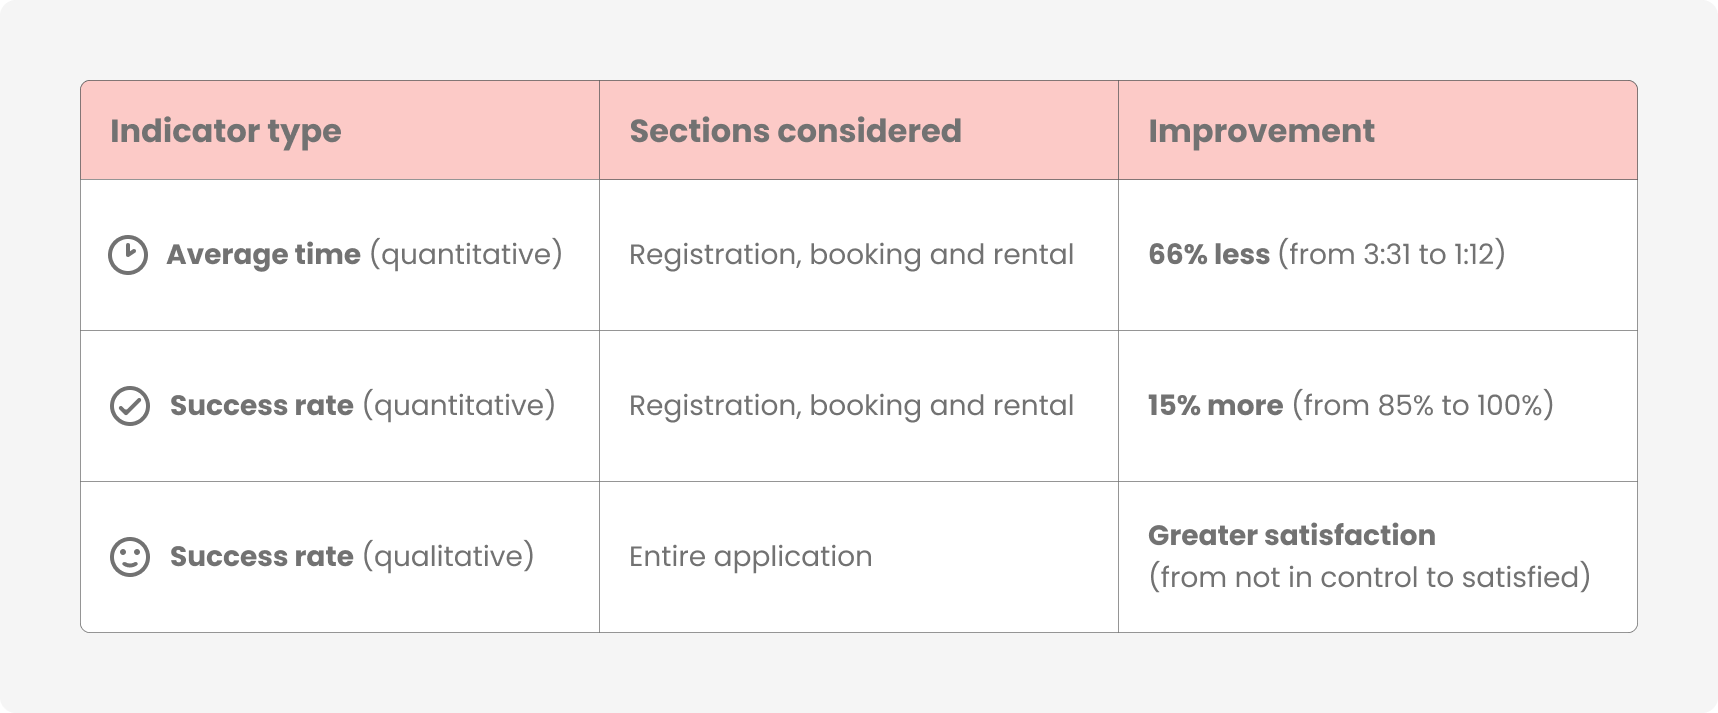 Indicator type
Sections considered
Improvement
Average time (quantitative)
Registration, booking and rental
66% less (from 3:31 to 1:12)
Success rate (quantitative)
Registration, booking and rental
15% more (from 85% to 100%)
Success rate (qualitative)
Entire application
Greater satisfaction
(from not in control to satisfied)